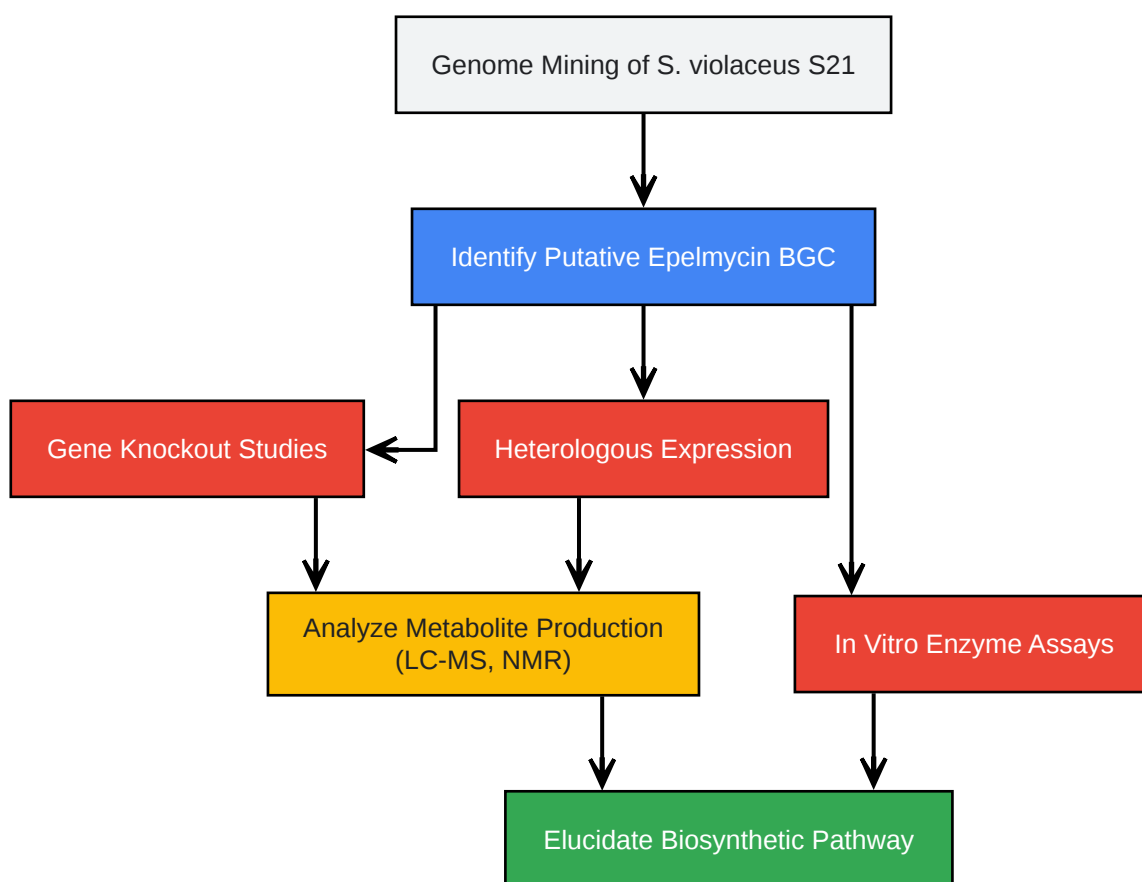 Genome Mining of S. violaceus S21
Identify Putative Epelmycin BGC
Gene Knockout Studies
Heterologous Expression
Analyze Metabolite Production
(LC-MS, NMR)
In Vitro Enzyme Assays
Elucidate Biosynthetic Pathway